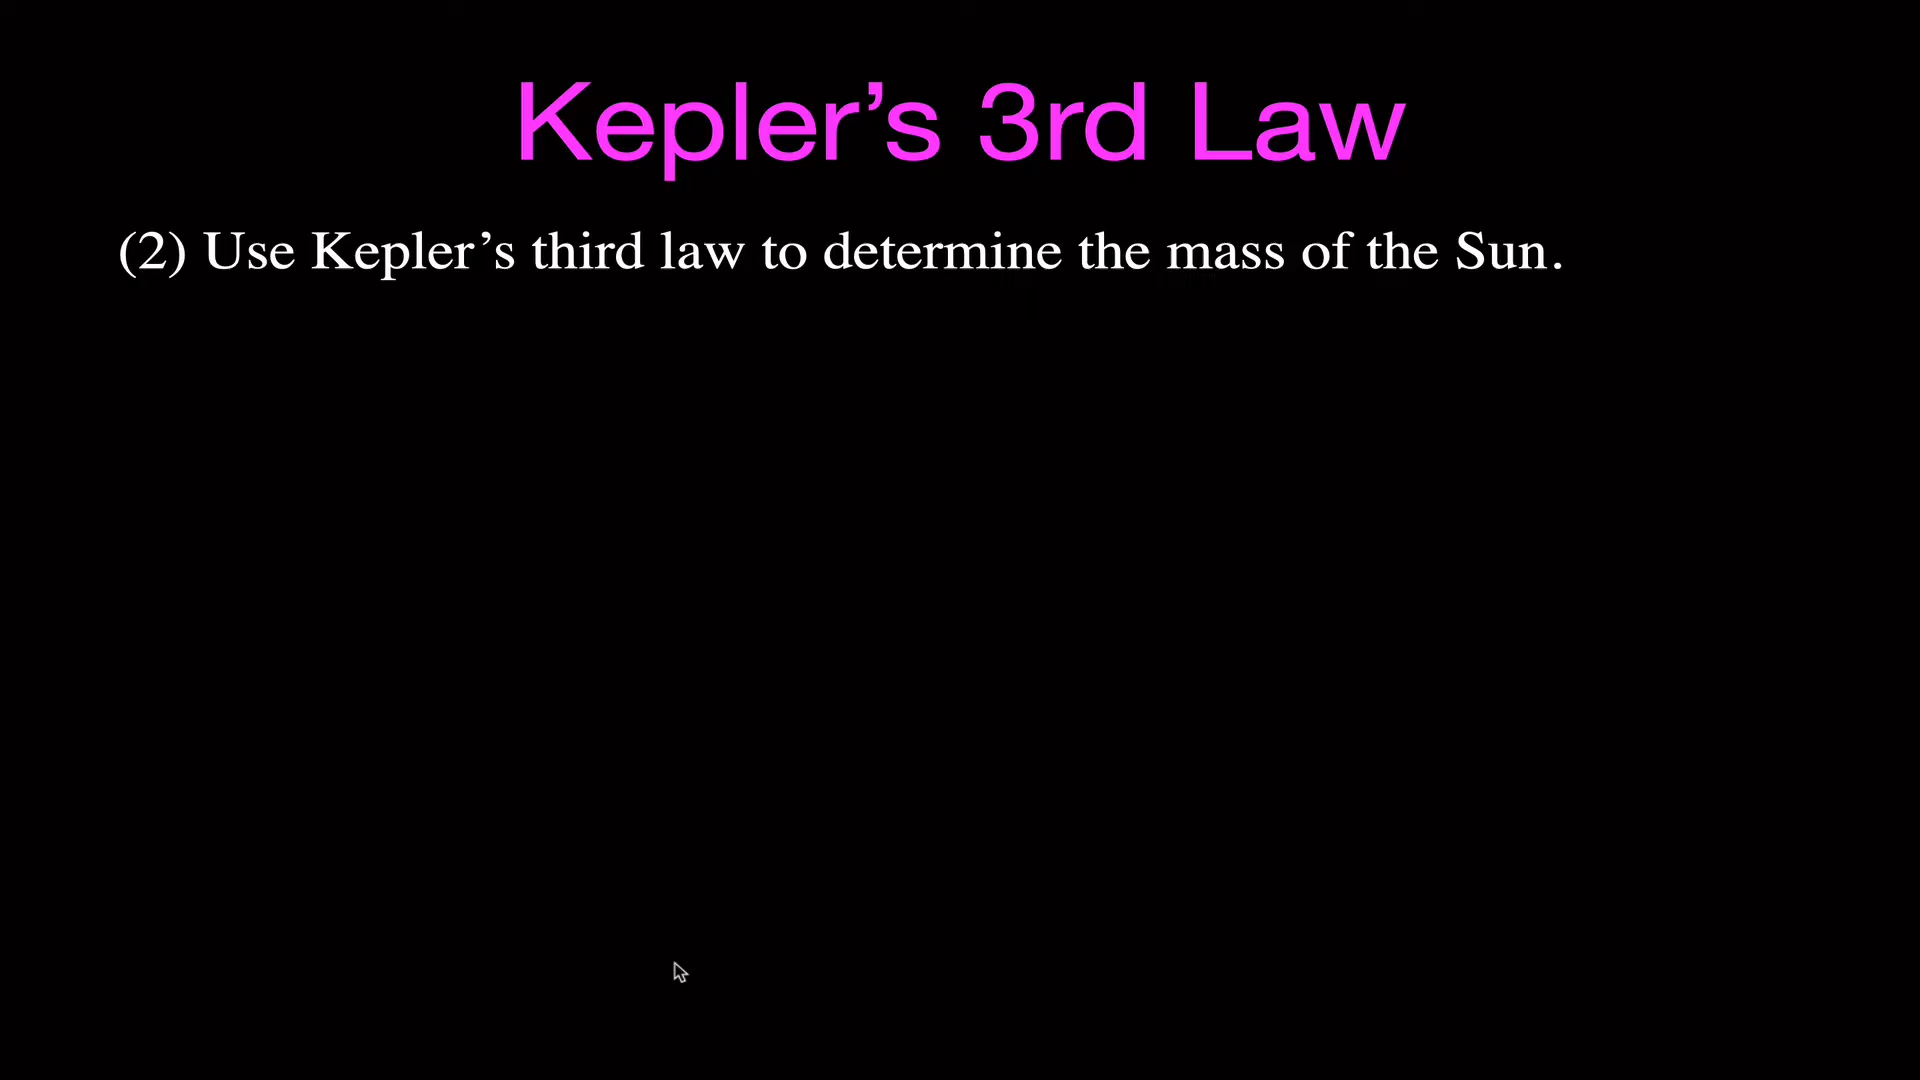 Kepler’s 3rd Law
(2) Use Kepler’s third law to determine the mass of the Sun.